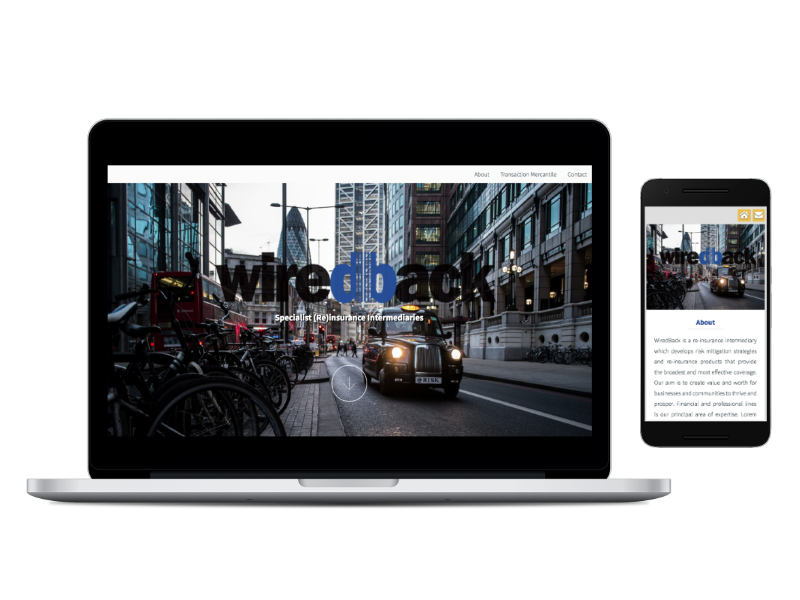 About Transaction Mercantile Contact
wiredback
Specialist (Re)insurance Intermediaries
@RISK
wiredback
About
WiredBack is a re-insurance intermediary
which develops risk mitigation strategies
and re-insurance products that provide
the broadest and most effective coverage.
Our aim is to create value and worth for
businesses and communities to thrive and
prosper. Financial and professional lines
is our principal area of expertise. Lorem